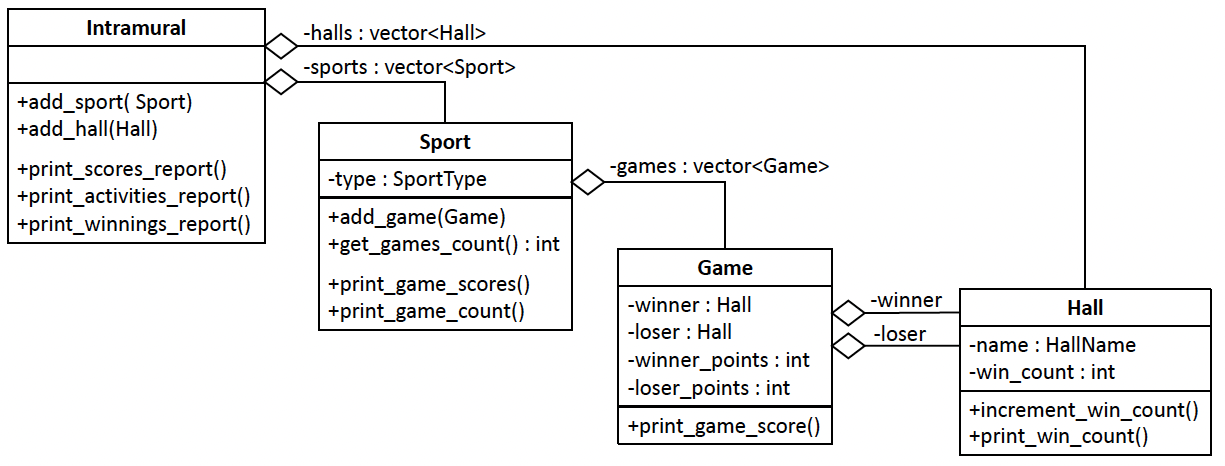 Intramural
+add_sport( Sport)
+add_hall(Hall)
+print_scores_report()
+print_activities_report()
+print_winnings_report()
-halls : vector<Hall>
-sports : vector<Sport>
Sport
-type : SportType
+add_game(Game)
+get_games_count() : int
+print_game_scores()
+print_game_count()
-games : vector<Game>
Game
-winner : Hall
-loser : Hall
-winner_points : int
-loser_points : int
+print_game_score()
-winner
-loser
Hall
-name : HallName
-win_count : int
+increment_win_count()
+print_win_count()